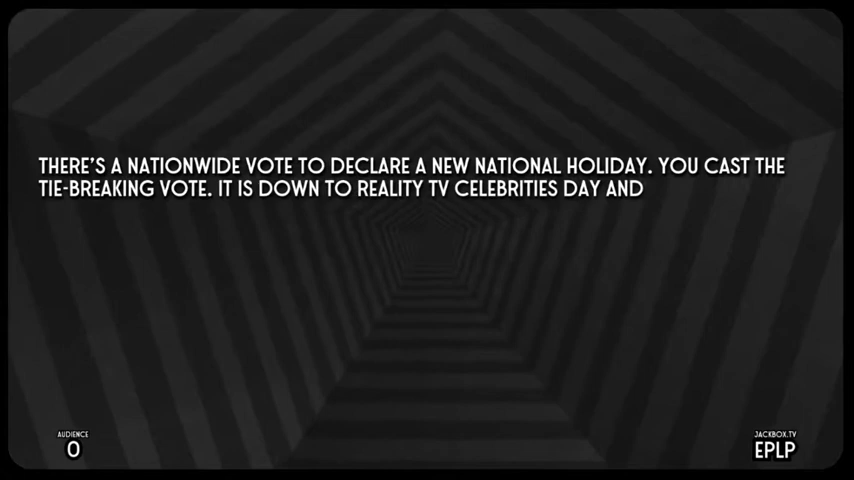 THERE'S A NATIONWIDE VOTE TO DECLARE A NEW NATIONAL HOLIDAY. YOU CAST THE
TIE-BREAKING VOTE. IT IS DOWN TO REALITY TV CELEBRITIES DAY AND
AUDIENCE
0
JACKBOX.TV
EPLP